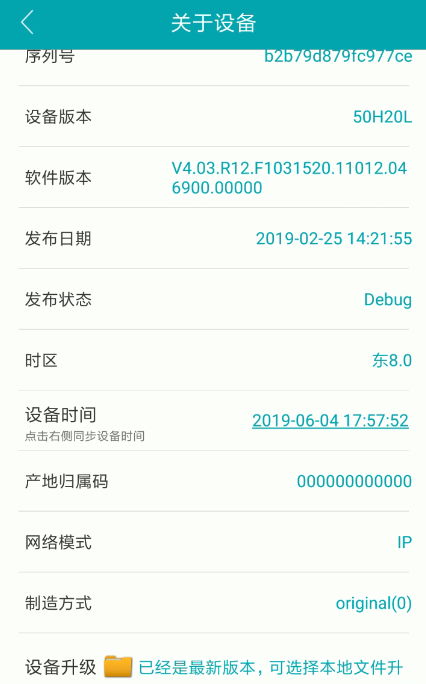 关于设备
序列号 b2b79d879fc977ce
设备版本 50H20L
软件版本 V4.03.R12.F1031520.11012.04
6900.00000
发布日期 2019-02-25 14:21:55
发布状态 Debug
时区 东8.0
设备时间 2019-06-04 17:57:52
点击右侧同步设备时间
产地归属码 000000000000
网络模式 IP
制造方式 original(0)
设备升级 已经是最新版本，可选择本地文件升